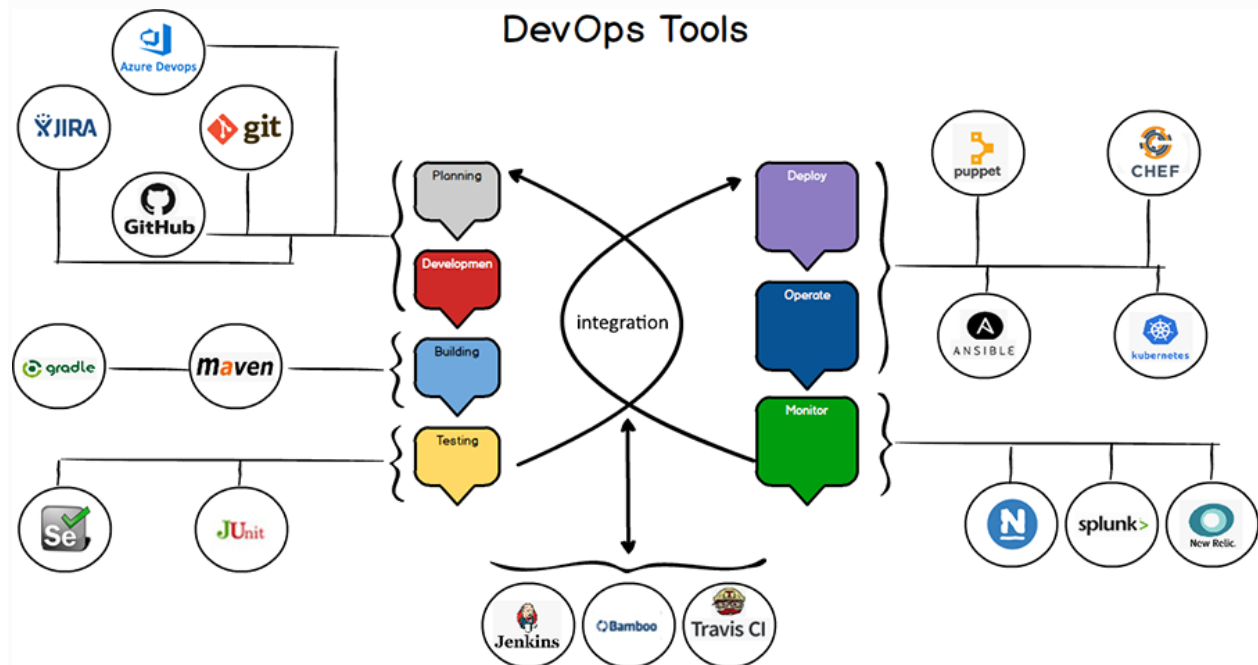 DevOps Tools
Azure Devops
JIRA
git
GitHub
Planning
Developmen
Building
Testing
gradle
maven
Se
JUnit
integration
Deploy
Operate
Monitor
puppet
CHEF
ANSIBLE
kubernetes
N
splunk>
New Relic.
Jenkins
Bamboo
Travis CI